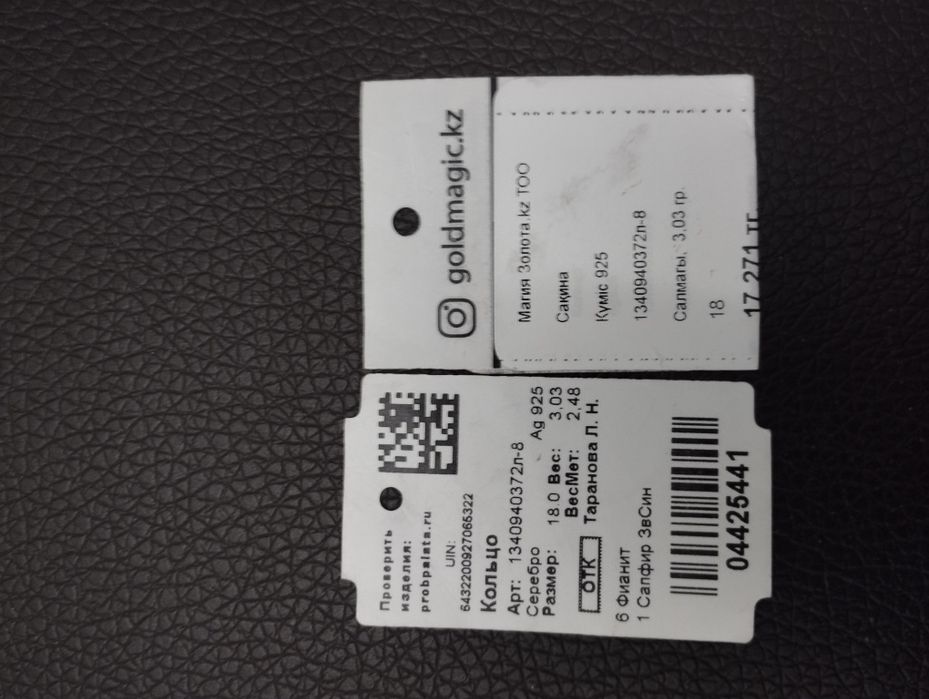 goldmagic.kz
Магия Золота.kz ТОО
Сақина
Күміс 925
1340940372л-8
Салмағы, 3,03 гр.
18
17 271 тг
Проверить
изделия:
probpalata.ru
UIN:
6432200927065322
Кольцо
Арт: 1340940372л-8
Серебро Ag 925
Размер: 18.0 Вес: 3,03
ВесМет: 2,48
ОТК Таранова Л. Н.
6 Фианит
1 Сапфир ЗвСин
04425441